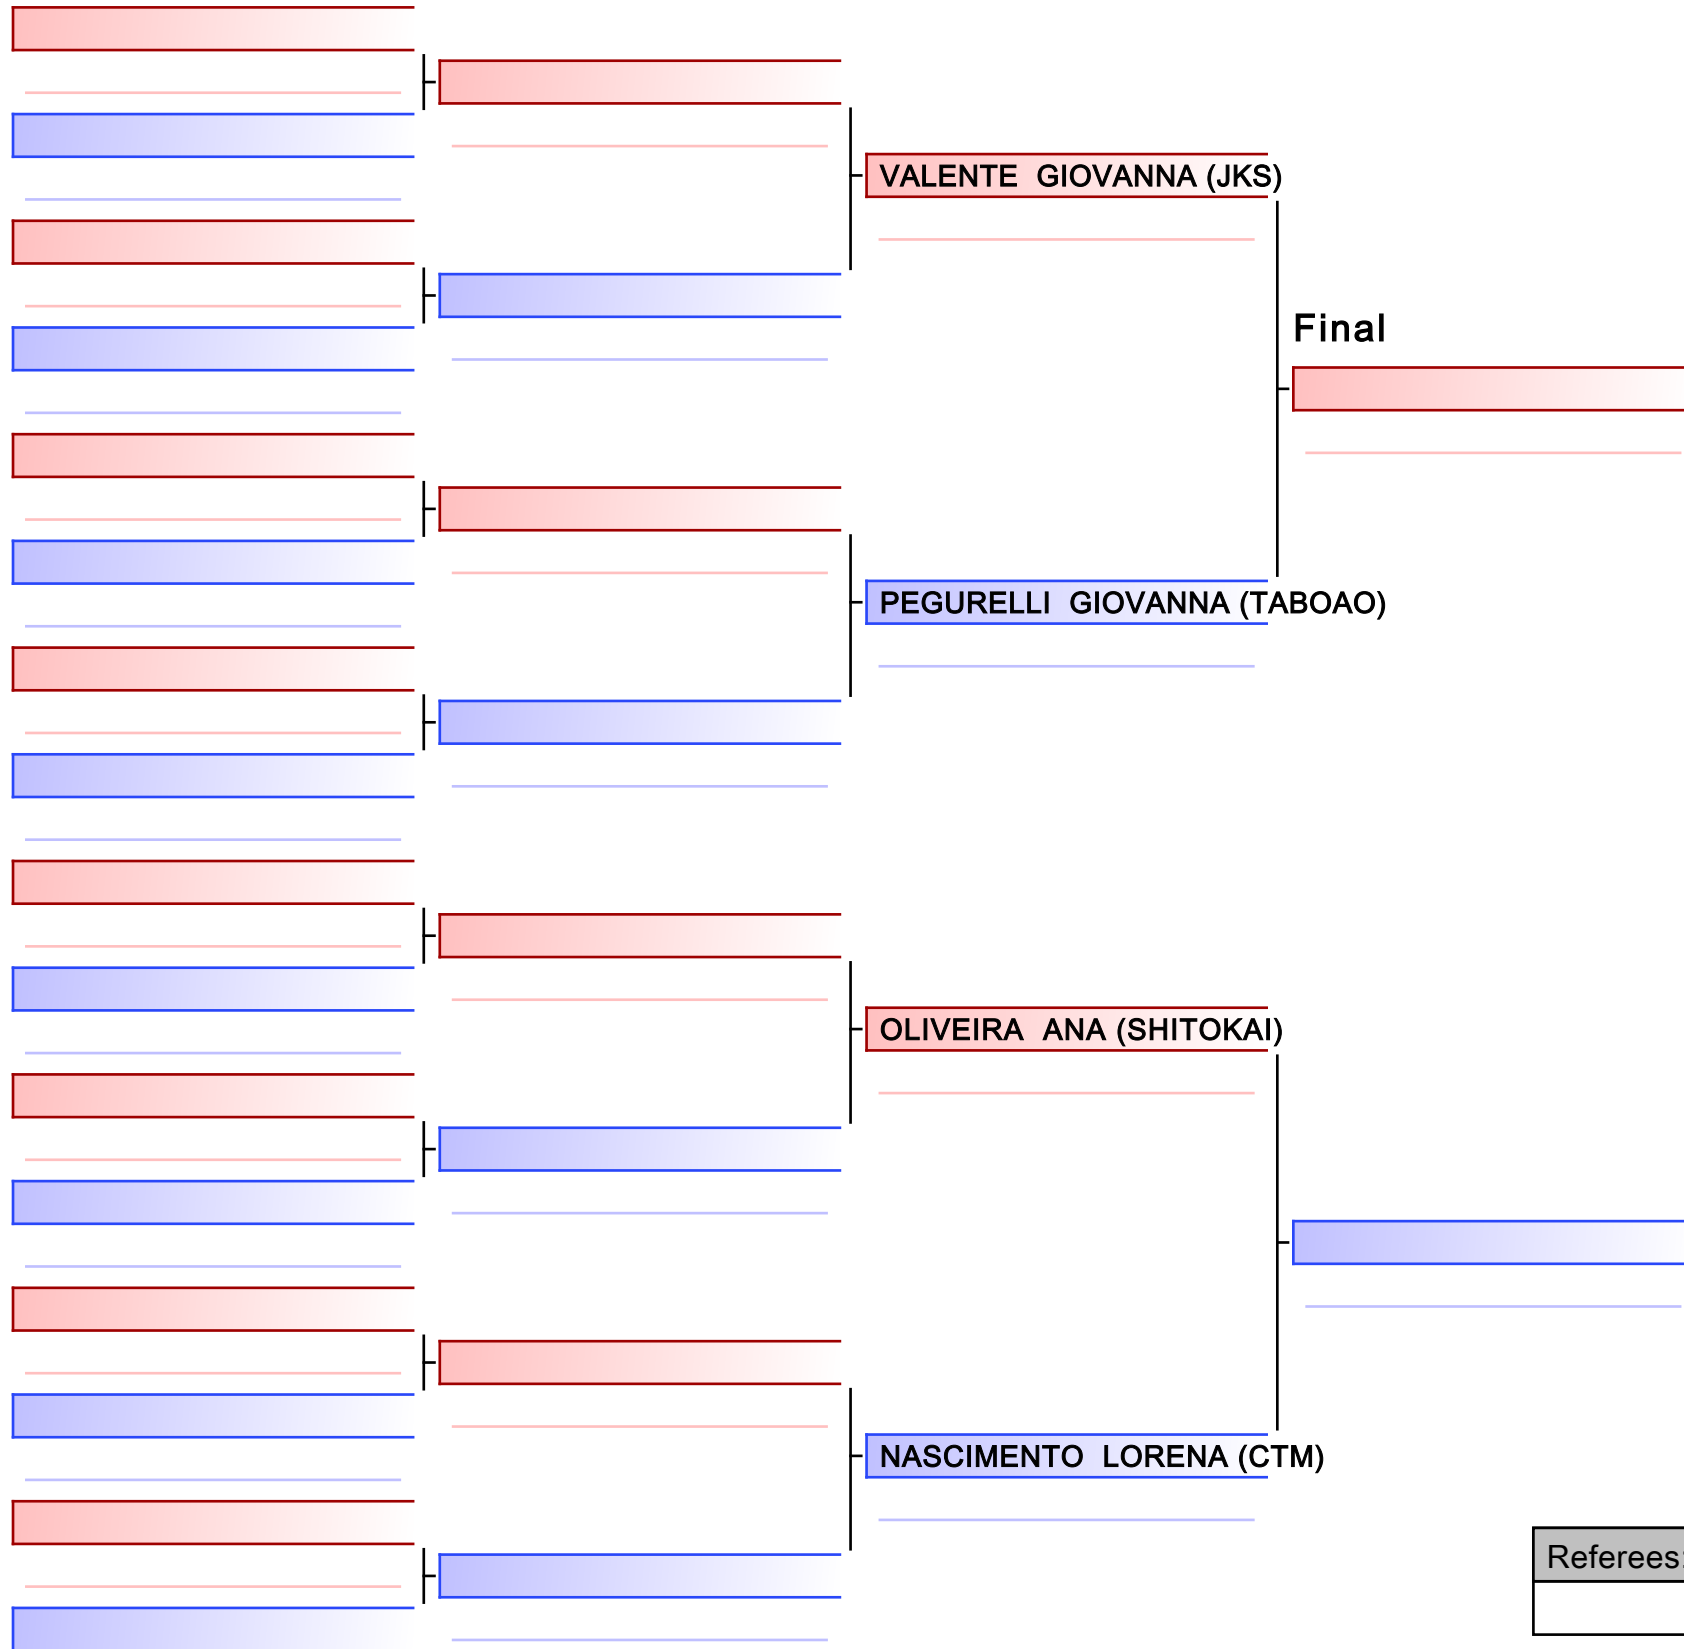 VALENTE GIOVANNA (JKS)
Final
PEGURELLI GIOVANNA (TABOAO)
OLIVEIRA ANA (SHITOKAI)
NASCIMENTO LORENA (CTM)
Referees: